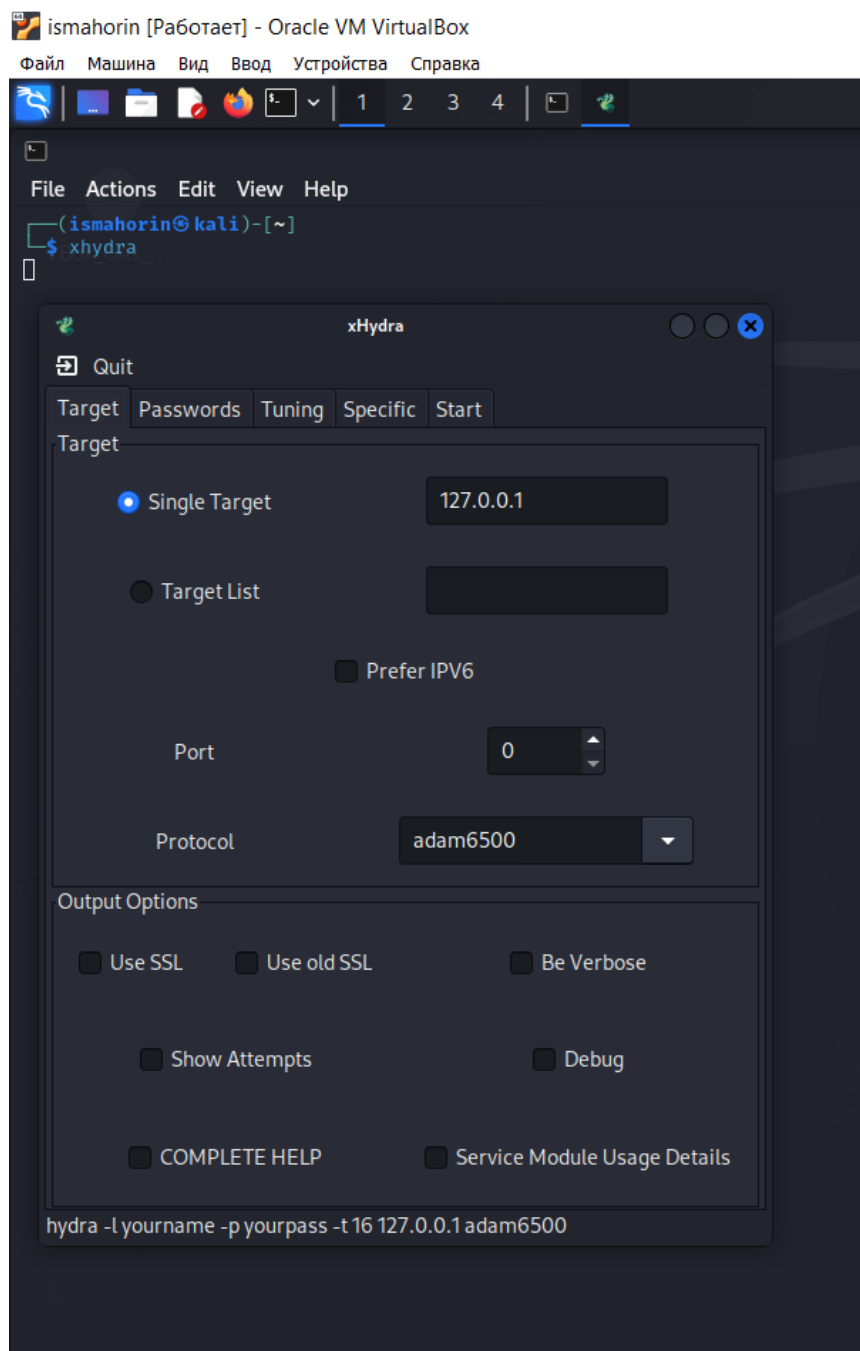 ismahorin [Работает] - Oracle VM VirtualBox
Файл Машина Вид Ввод Устройства Справка
1 2 3 4
File Actions Edit View Help
(ismahorin㉿kali)-[~]
$ xhydra
xHydra
Quit
Target Passwords Tuning Specific Start
Target
Single Target 127.0.0.1
Target List
Prefer IPV6
Port 0
Protocol adam6500
Output Options
Use SSL Use old SSL Be Verbose
Show Attempts Debug
COMPLETE HELP Service Module Usage Details
hydra -l yourname -p yourpass -t 16 127.0.0.1 adam6500